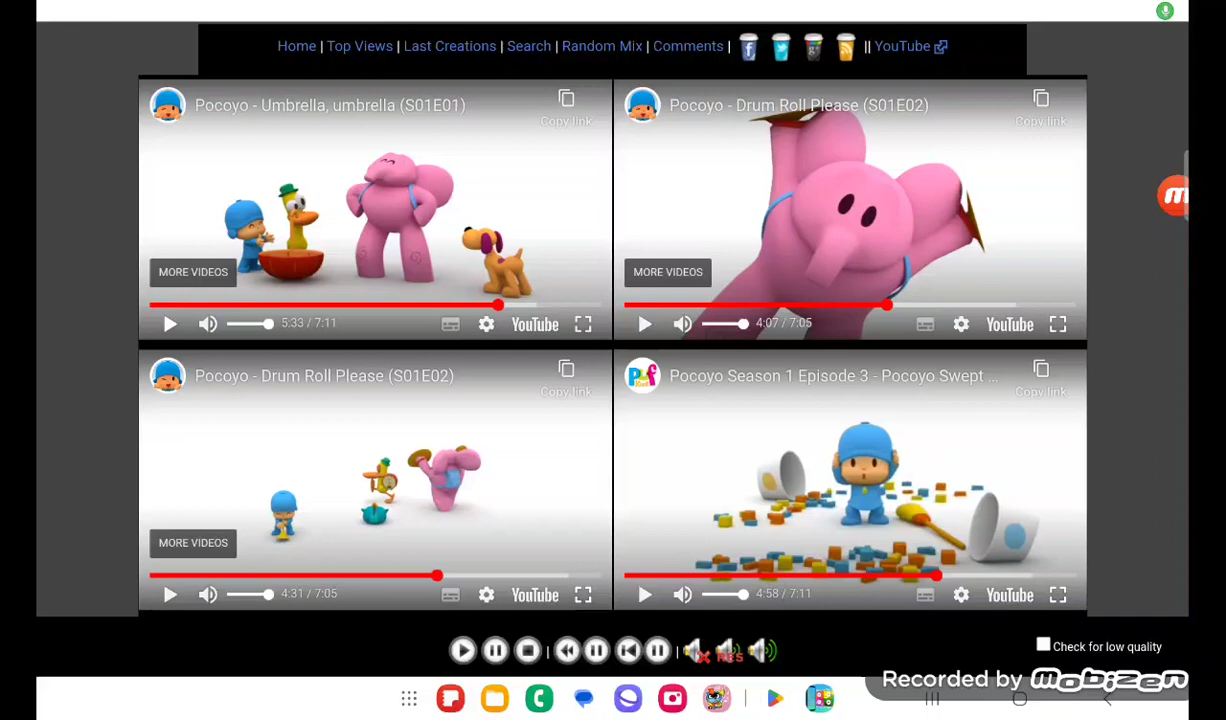 Home | Top Views | Last Creations | Search | Random Mix | Comments | || YouTube
Pocoyo - Umbrella, umbrella (S01E01)
Copy link
MORE VIDEOS
5:33 / 7:11
YouTube
Pocoyo - Drum Roll Please (S01E02)
Copy link
MORE VIDEOS
4:07 / 7:05
YouTube
Pocoyo - Drum Roll Please (S01E02)
Copy link
MORE VIDEOS
4:31 / 7:05
YouTube
Pocoyo Season 1 Episode 3 - Pocoyo Swept ...
Copy link
4:58 / 7:11
YouTube
RES
Check for low quality
Recorded by mobizen